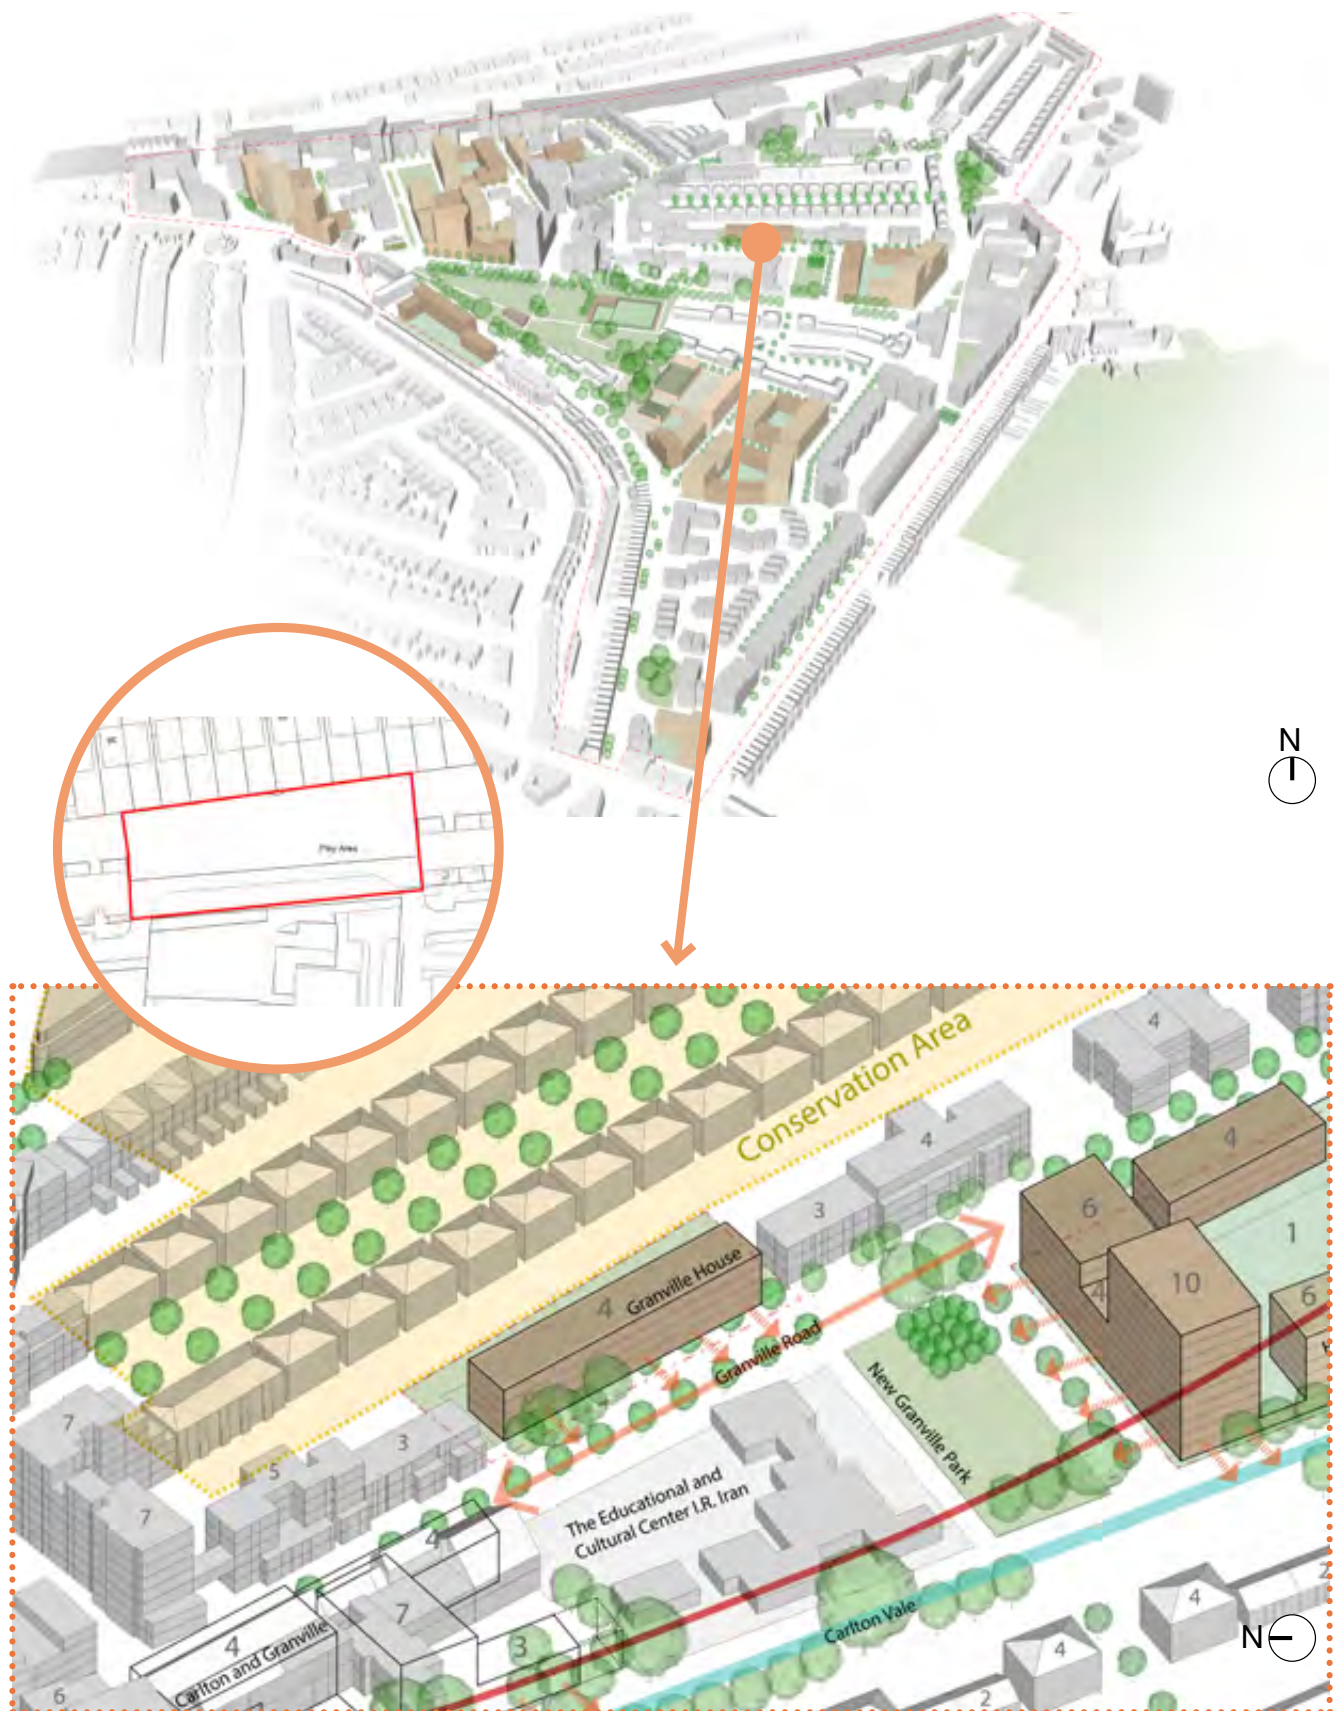 N
Play Area
Conservation Area
4
4
4
3
6
1
4
10
6
4
Granville House
Granville Road
New Granville Park
7
3
5
7
The Educational and
Cultural Center I.R. Iran
4
7
4
Carlton and Granville
3
Carlton Vale
4
2
4
2
6
N